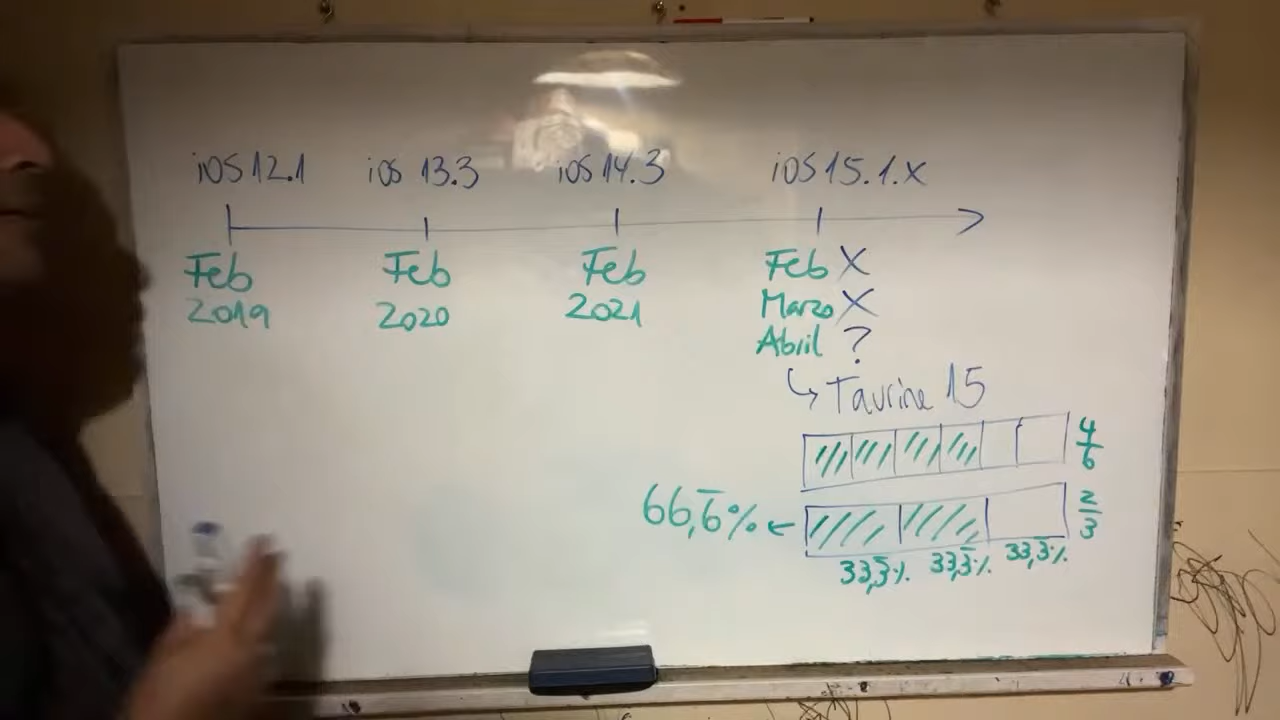 iOS 12.1 iOS 13.3 iOS 14.3 iOS 15.1.x
Feb Feb Feb Feb X
2019 2020 2021 Marzo X
Abril ?
↳ Taurine 15
4/6
66,6̅% ← 2/3
33,3̅% 33,3̅% 33,3̅%